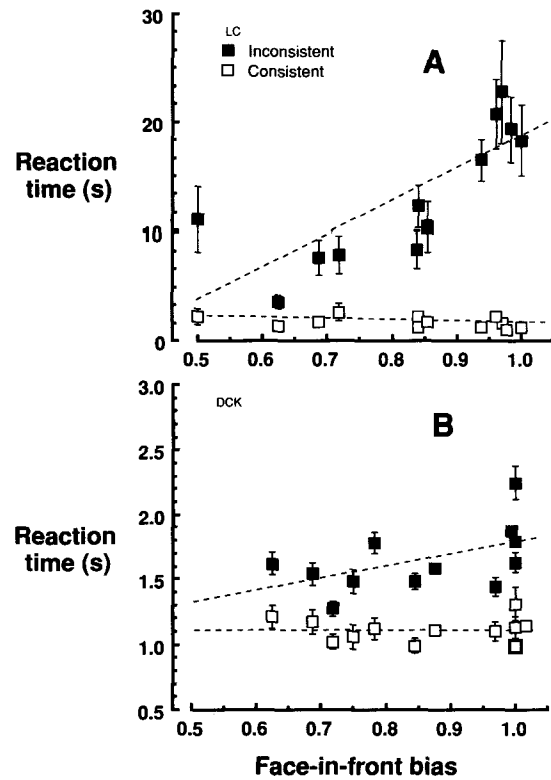 30
LC
Inconsistent
Consistent
A
20
Reaction
time (s)
10
0
0.5 0.6 0.7 0.8 0.9 1.0
3.0
DCK
B
2.5
Reaction
time (s)
2.0
1.5
1.0
0.5
0.5 0.6 0.7 0.8 0.9 1.0
Face-in-front bias